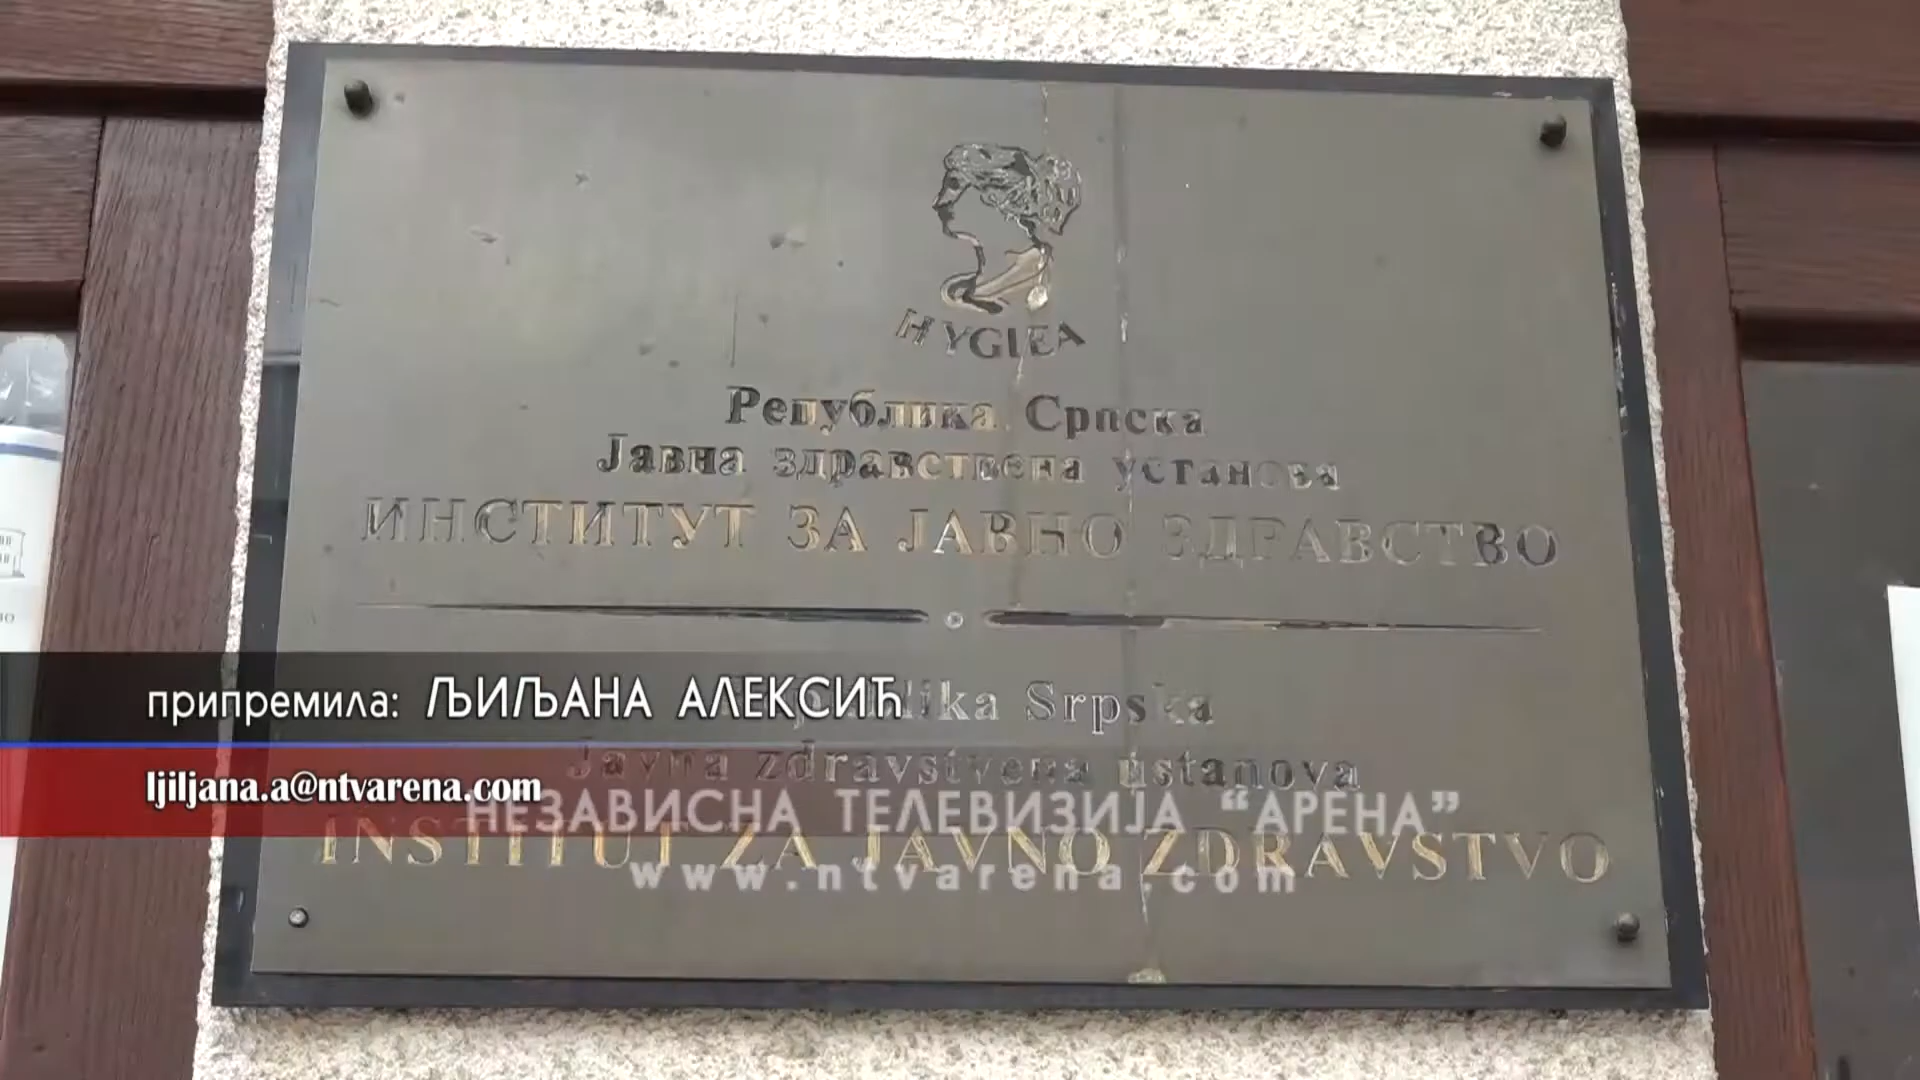 HYGIEA
Република Српска
Јавна здравствена установа
ИНСТИТУТ ЗА ЈАВНО ЗДРАВСТВО
припремила: ЉИЉАНА АЛЕКСИЋ
Srpska
Javna zdravstvena ustanova
ljiljana.a@ntvarena.com
НЕЗАВИСНА ТЕЛЕВИЗИЈА “АРЕНА”
INSTITUT ZA JAVNO ZDRAVSTVO
www.ntvarena.com